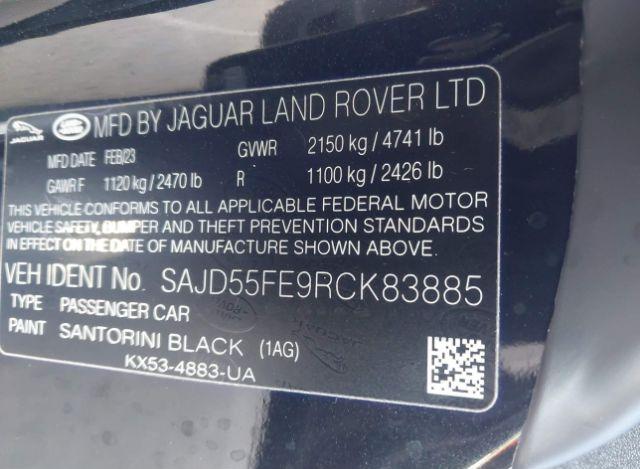 JAGUAR LAND ROVER MFD BY JAGUAR LAND ROVER LTD
MFD DATE FEB/23 GVWR 2150 kg / 4741 lb
GAWR F 1120 kg / 2470 lb R 1100 kg / 2426 lb
THIS VEHICLE CONFORMS TO ALL APPLICABLE FEDERAL MOTOR
VEHICLE SAFETY, BUMPER AND THEFT PREVENTION STANDARDS
IN EFFECT ON THE DATE OF MANUFACTURE SHOWN ABOVE.
VEH IDENT No. SAJD55FE9RCK83885
TYPE PASSENGER CAR
PAINT SANTORINI BLACK (1AG)
KX53-4883-UA